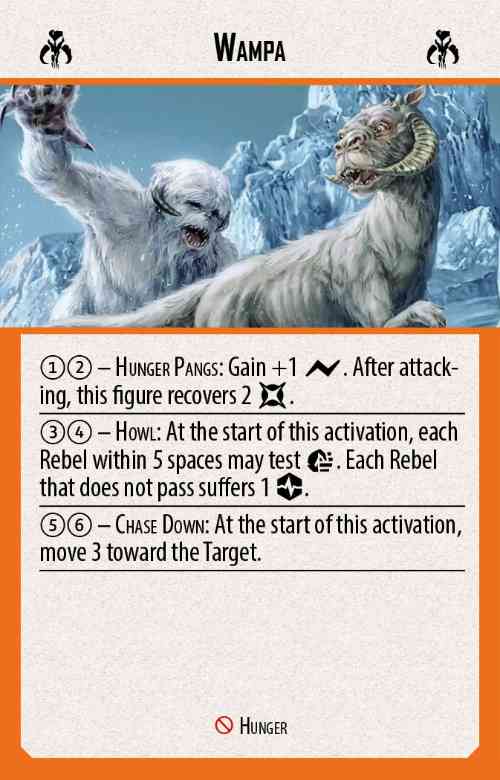 Wampa
①② – Hunger Pangs: Gain +1 . After attack-
ing, this figure recovers 2 .
③④ – Howl: At the start of this activation, each
Rebel within 5 spaces may test . Each Rebel
that does not pass suffers 1 .
⑤⑥ – Chase Down: At the start of this activation,
move 3 toward the Target.
Hunger